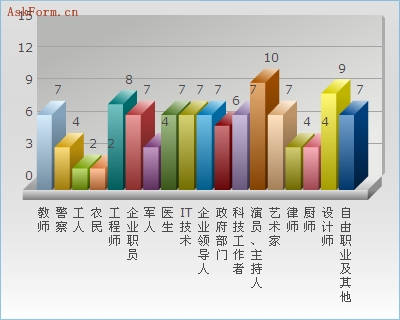 AskForm.cn
15
12
9
6
3
0
7
4
2
2
8
7
4
7
7
7
6
7
10
7
4
4
9
7
教师
警察
工人
农民
工程师
企业职员
军人
医生
IT技术
企业领导人
政府部门
科技工作者
演员、主持人
艺术家
律师
厨师
设计师
自由职业及其他